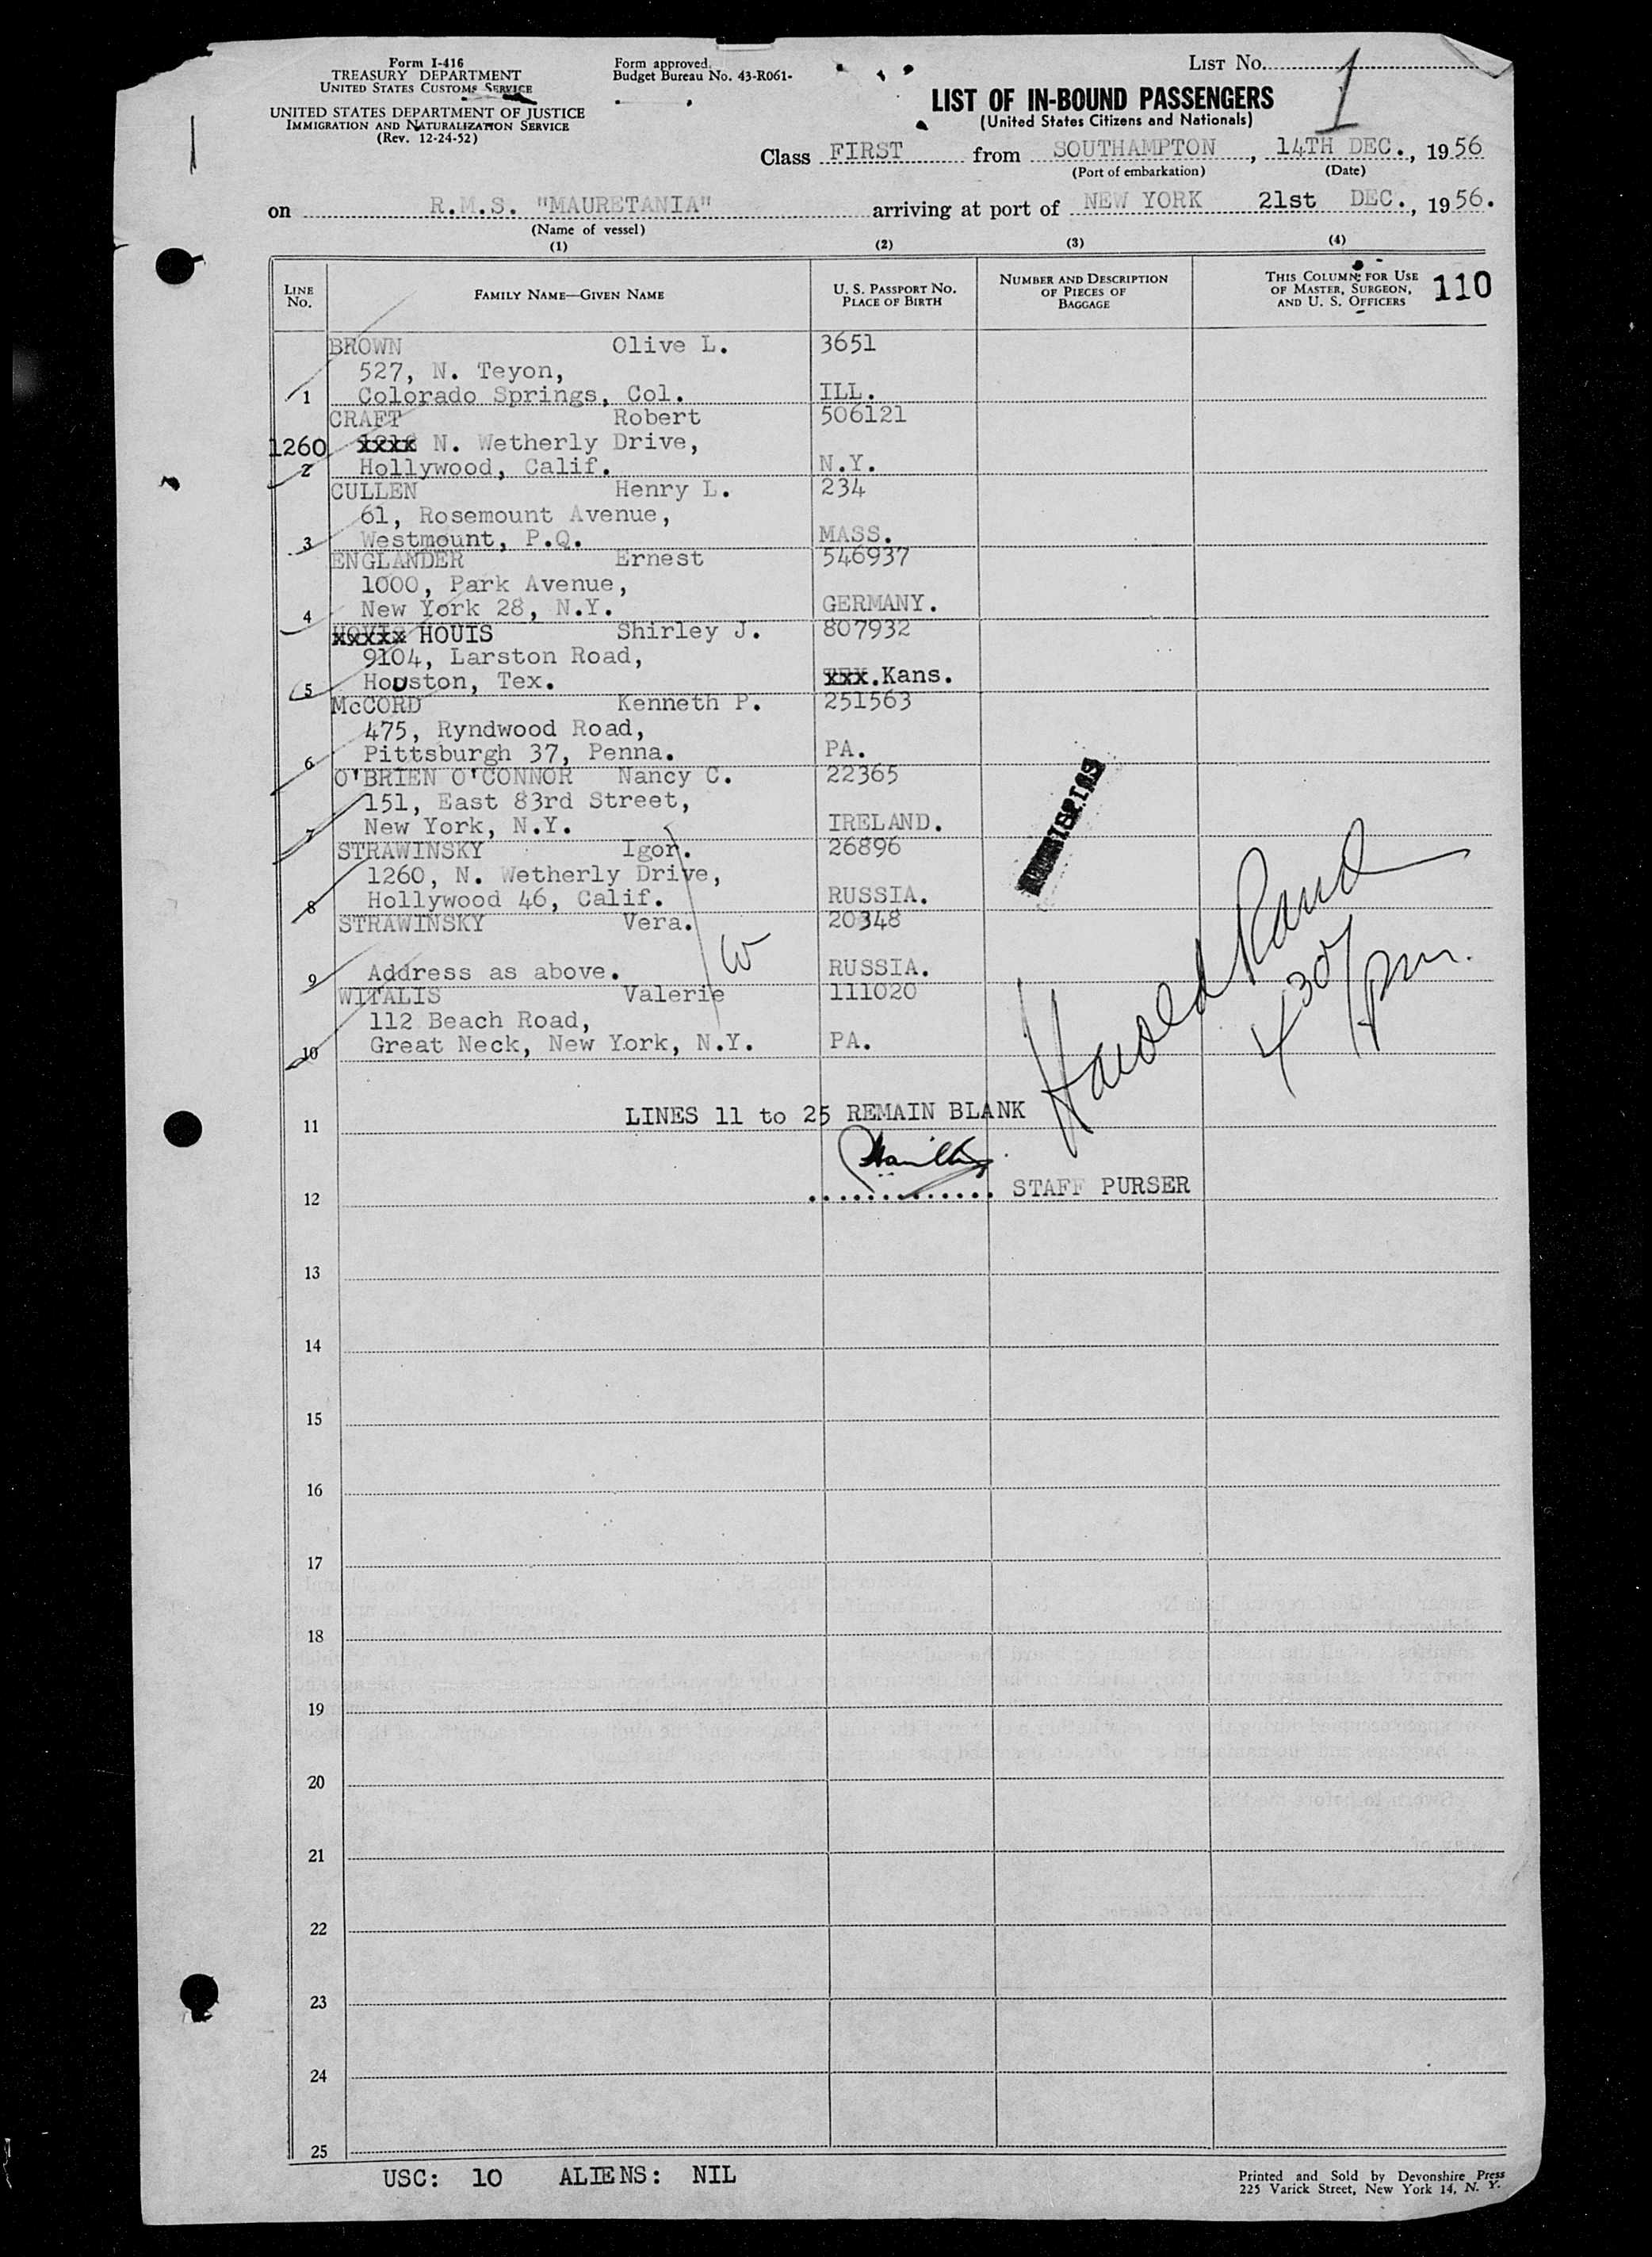 Form I-416
TREASURY DEPARTMENT
UNITED STATES CUSTOMS SERVICE
UNITED STATES DEPARTMENT OF JUSTICE
IMMIGRATION AND NATURALIZATION SERVICE
(Rev. 12-24-52)
Form approved.
Budget Bureau No. 43-R061-
LIST No. 1
LIST OF IN-BOUND PASSENGERS
(United States Citizens and Nationals)
Class FIRST from SOUTHAMPTON, 14TH DEC., 1956
(Port of embarkation) (Date)
on R.M.S. "MAURETANIA" arriving at port of NEW YORK 21st DEC., 1956.
(Name of vessel)
(1) (2) (3) (4)
LINE No. FAMILY NAME—GIVEN NAME U. S. PASSPORT NO. PLACE OF BIRTH NUMBER AND DESCRIPTION OF PIECES OF BAGGAGE THIS COLUMN FOR USE OF MASTER, SURGEON, AND U. S. OFFICERS 110
BROWN Olive L. 3651
527, N. Teyon,
1 Colorado Springs, Col. ILL.
CRAFT Robert 506121
1260 xxxx N. Wetherly Drive,
2 Hollywood, Calif. N.Y.
CULLEN Henry L. 234
61, Rosemount Avenue,
3 Westmount, P.Q. MASS.
ENGLANDER Ernest 546937
1000, Park Avenue,
4 New York 28, N.Y. GERMANY.
xxxxx HOUIS Shirley J. 807932
9104, Larston Road,
5 Houston, Tex. xxx.Kans.
McCORD Kenneth P. 251563
475, Ryndwood Road,
6 Pittsburgh 37, Penna. PA.
O'BRIEN O'CONNOR Nancy C. 22365
151, East 83rd Street,
7 New York, N.Y. IRELAND.
STRAWINSKY Igor. 26896
1260, N. Wetherly Drive,
8 Hollywood 46, Calif. RUSSIA.
STRAWINSKY Vera. 20348
W
9 Address as above. RUSSIA.
WITALIS Valerie 111020
112 Beach Road,
10 Great Neck, New York, N.Y. PA.
Harold Rand
4 30/pm.
11 LINES 11 to 25 REMAIN BLANK
12 ............. STAFF PURSER
13
14
15
16
17
18
19
20
21
22
23
24
25
USC: 10 ALIENS: NIL
Printed and Sold by Devonshire Press
225 Varick Street, New York 14, N. Y.